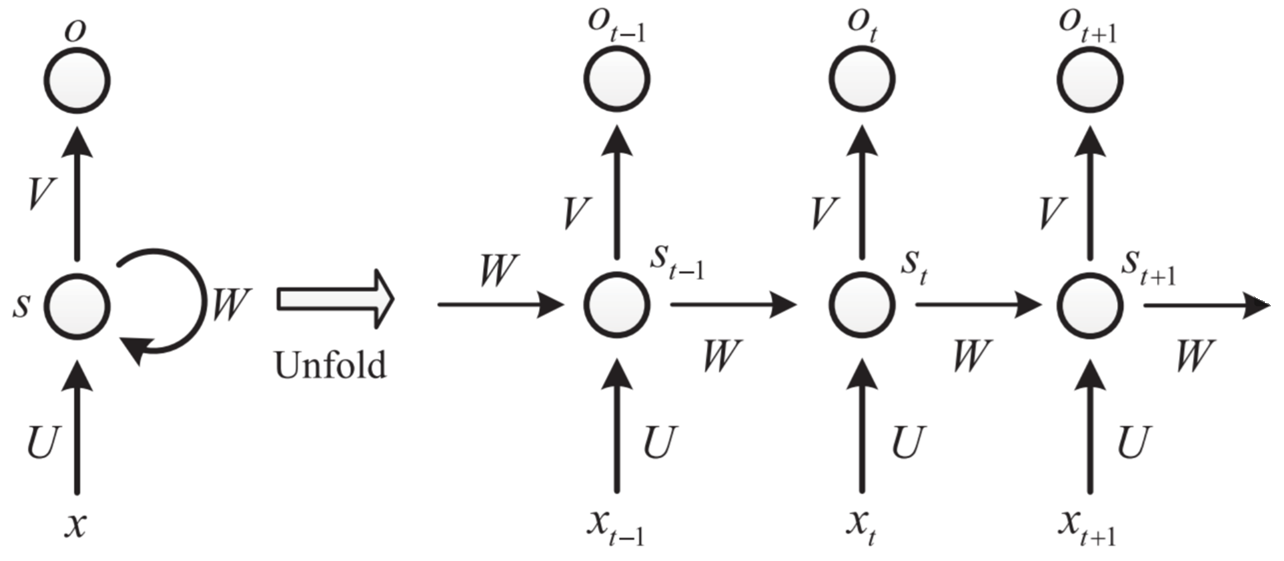 o o_{t-1} o_t o_{t+1}
V V V V
s W W s_{t-1} s_t s_{t+1}
Unfold W W W
U U U U
x x_{t-1} x_t x_{t+1}